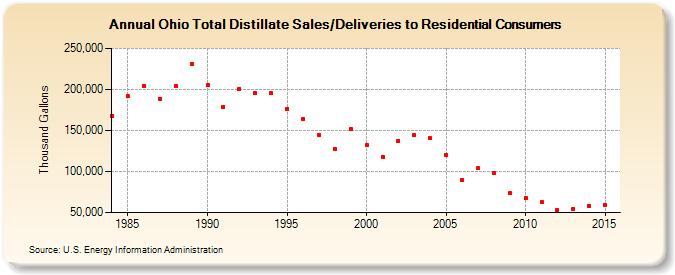 Annual Ohio Total Distillate Sales/Deliveries to Residential Consumers
Thousand Gallons
250,000
200,000
150,000
100,000
50,000
1985 1990 1995 2000 2005 2010 2015
Source: U.S. Energy Information Administration